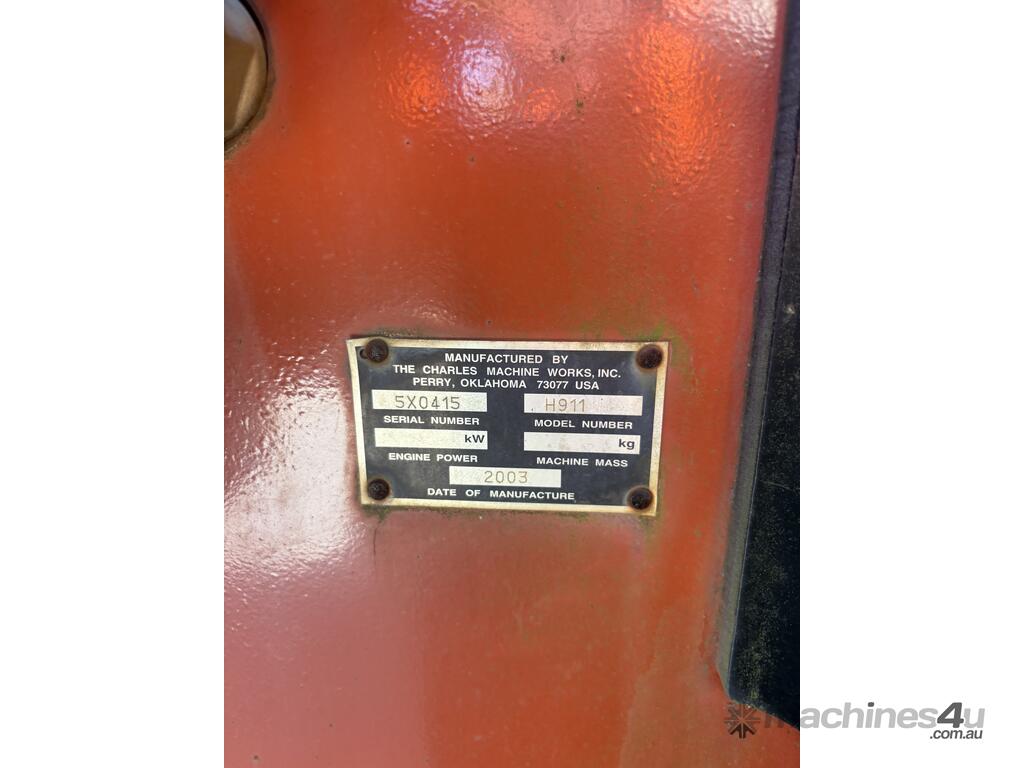 MANUFACTURED BY
THE CHARLES MACHINE WORKS, INC.
PERRY, OKLAHOMA 73077 USA
5X0415 H911
SERIAL NUMBER MODEL NUMBER
kW kg
ENGINE POWER MACHINE MASS
2003
DATE OF MANUFACTURE
machines4u
.com.au